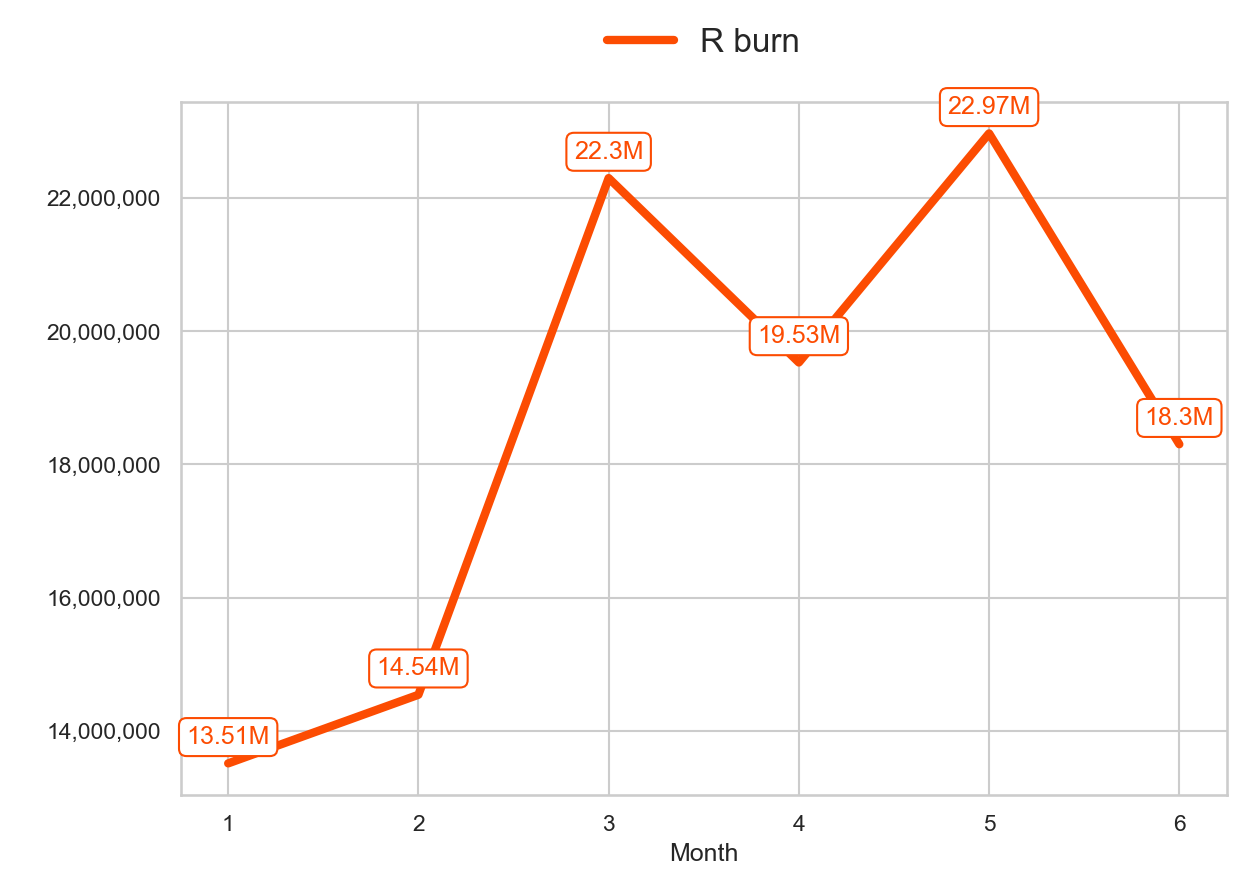 R burn
22.97M
22.3M
22,000,000
20,000,000
19.53M
18.3M
18,000,000
16,000,000
14.54M
14,000,000
13.51M
1 2 3 4 5 6
Month